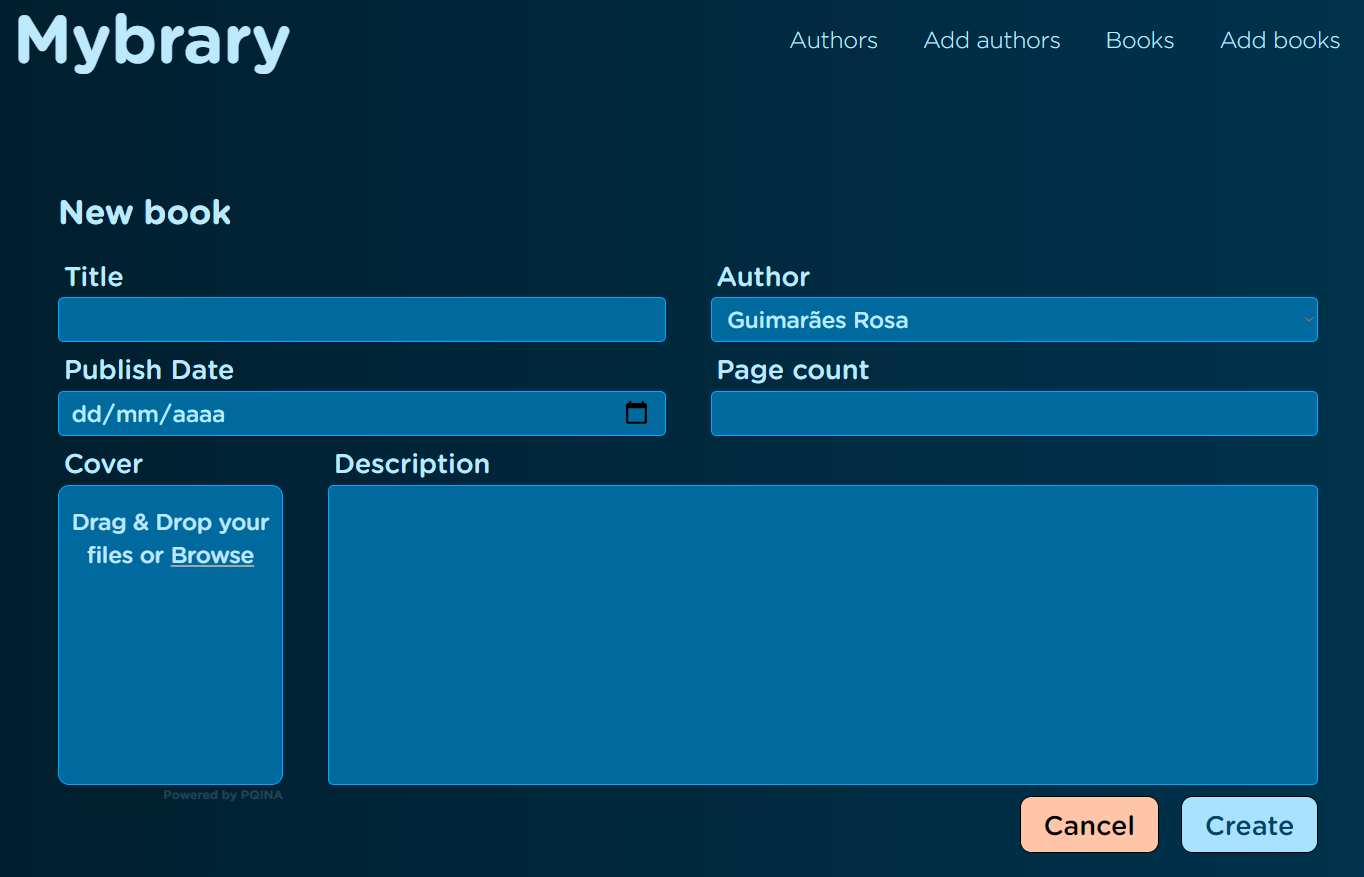 Mybrary
Authors
Add authors
Books
Add books
New book
Title
Author
Guimarães Rosa
Publish Date
Page count
dd/mm/aaaa
Cover
Description
Drag & Drop your
files or Browse
Powered by PQINA
Cancel
Create